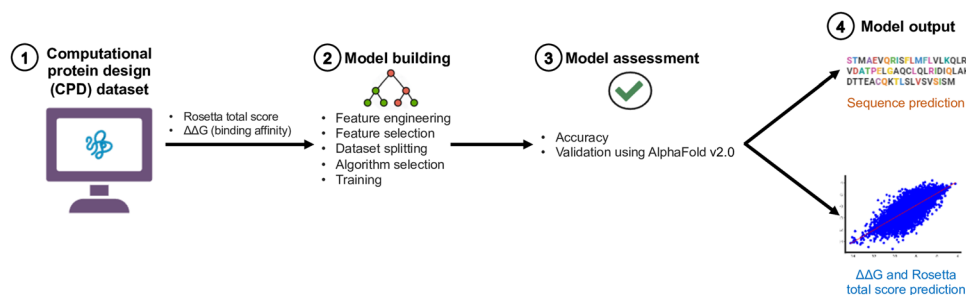 1
Computational
protein design
(CPD) dataset
• Rosetta total score
• ΔΔG (binding affinity)
2
Model building
• Feature engineering
• Feature selection
• Dataset splitting
• Algorithm selection
• Training
3
Model assessment
• Accuracy
• Validation using AlphaFold v2.0
4
Model output
STMAEVQRISFLMFLVLKQLR
VDATPELGAQCLQLRIDIQLAK
DTTEACQKTLSLVSVSISM
Sequence prediction
ΔΔG and Rosetta
total score prediction